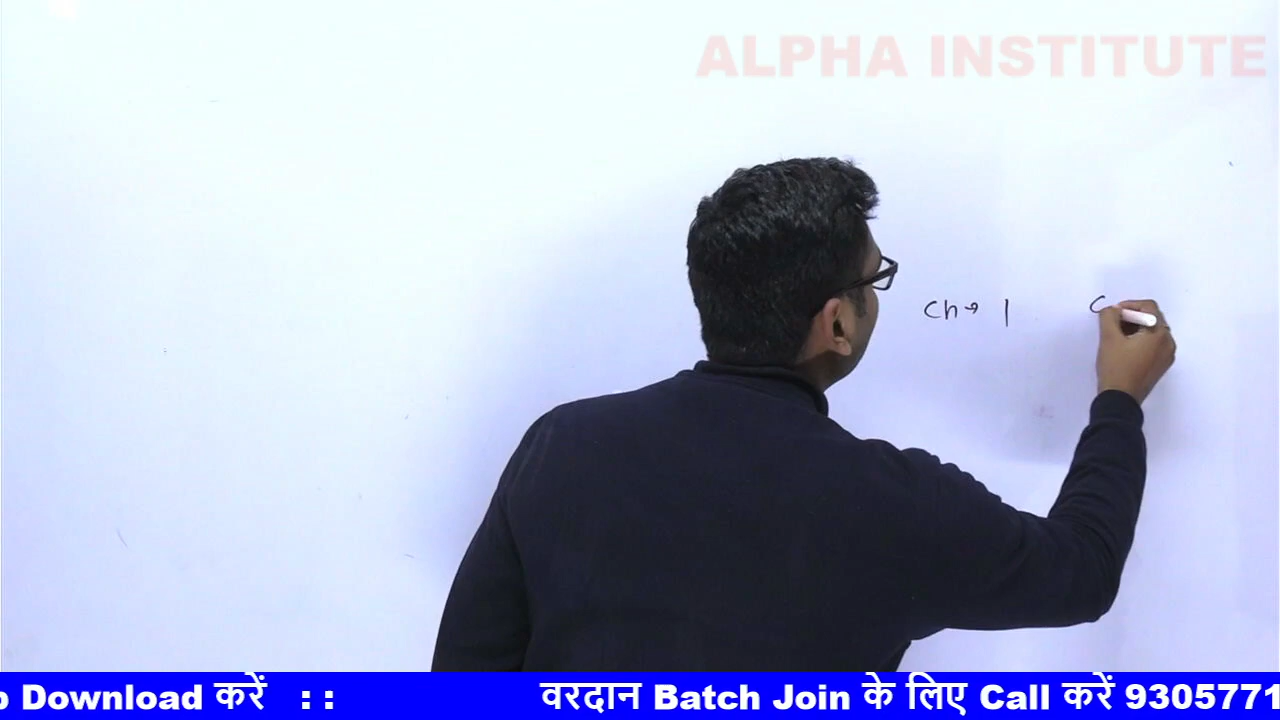 ALPHA INSTITUTE
Ch → 1 C
Download करें : : वरदान Batch Join के लिए Call करें 9305771